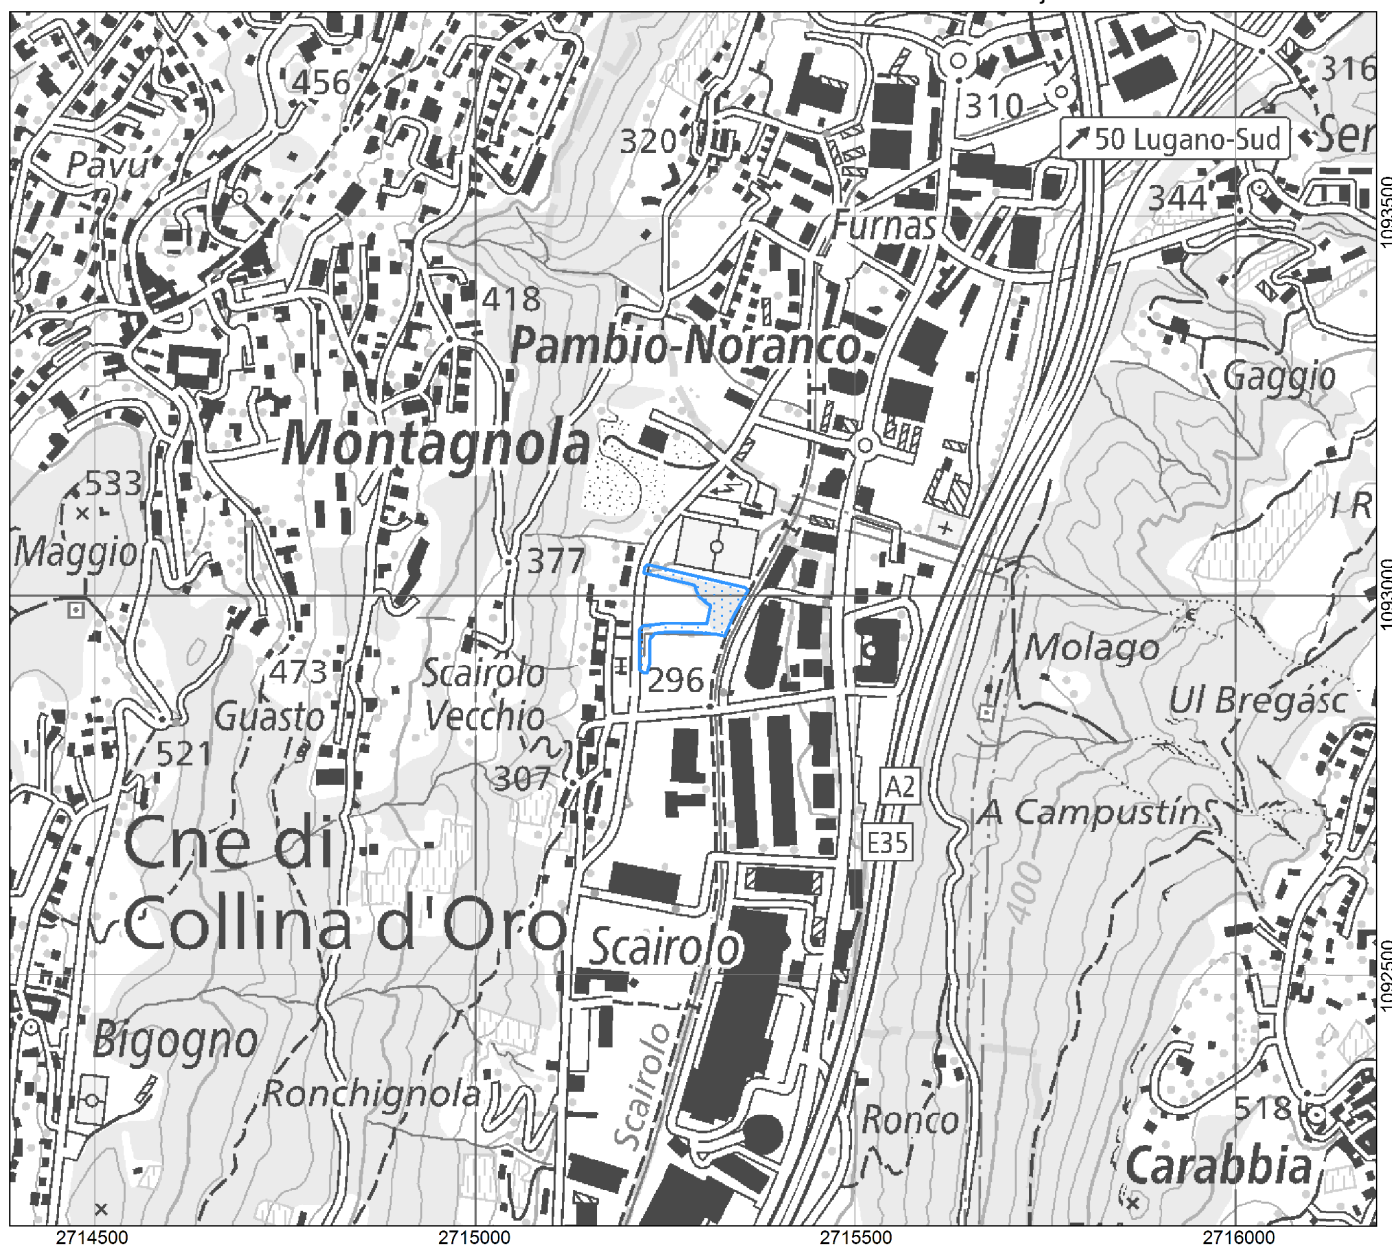 456
316
310
320
50 Lugano-Sud
Ser
Pavu
344
1093500
Furnas
418
Pambio-Noranco
Gaggio
Montagnola
533
I R
Maggio
377
1093000
Molago
473
Scairolo
Vecchio
296
Ul Bregásc
Guasto
521
307
A2
A Campustín
E35
Cne di
Collina d'Oro
400
Scairolo
1092500
Bigogno
Scairolo
Ronchignola
Ronco
518
Carabbia
2714500
2715000
2715500
2716000